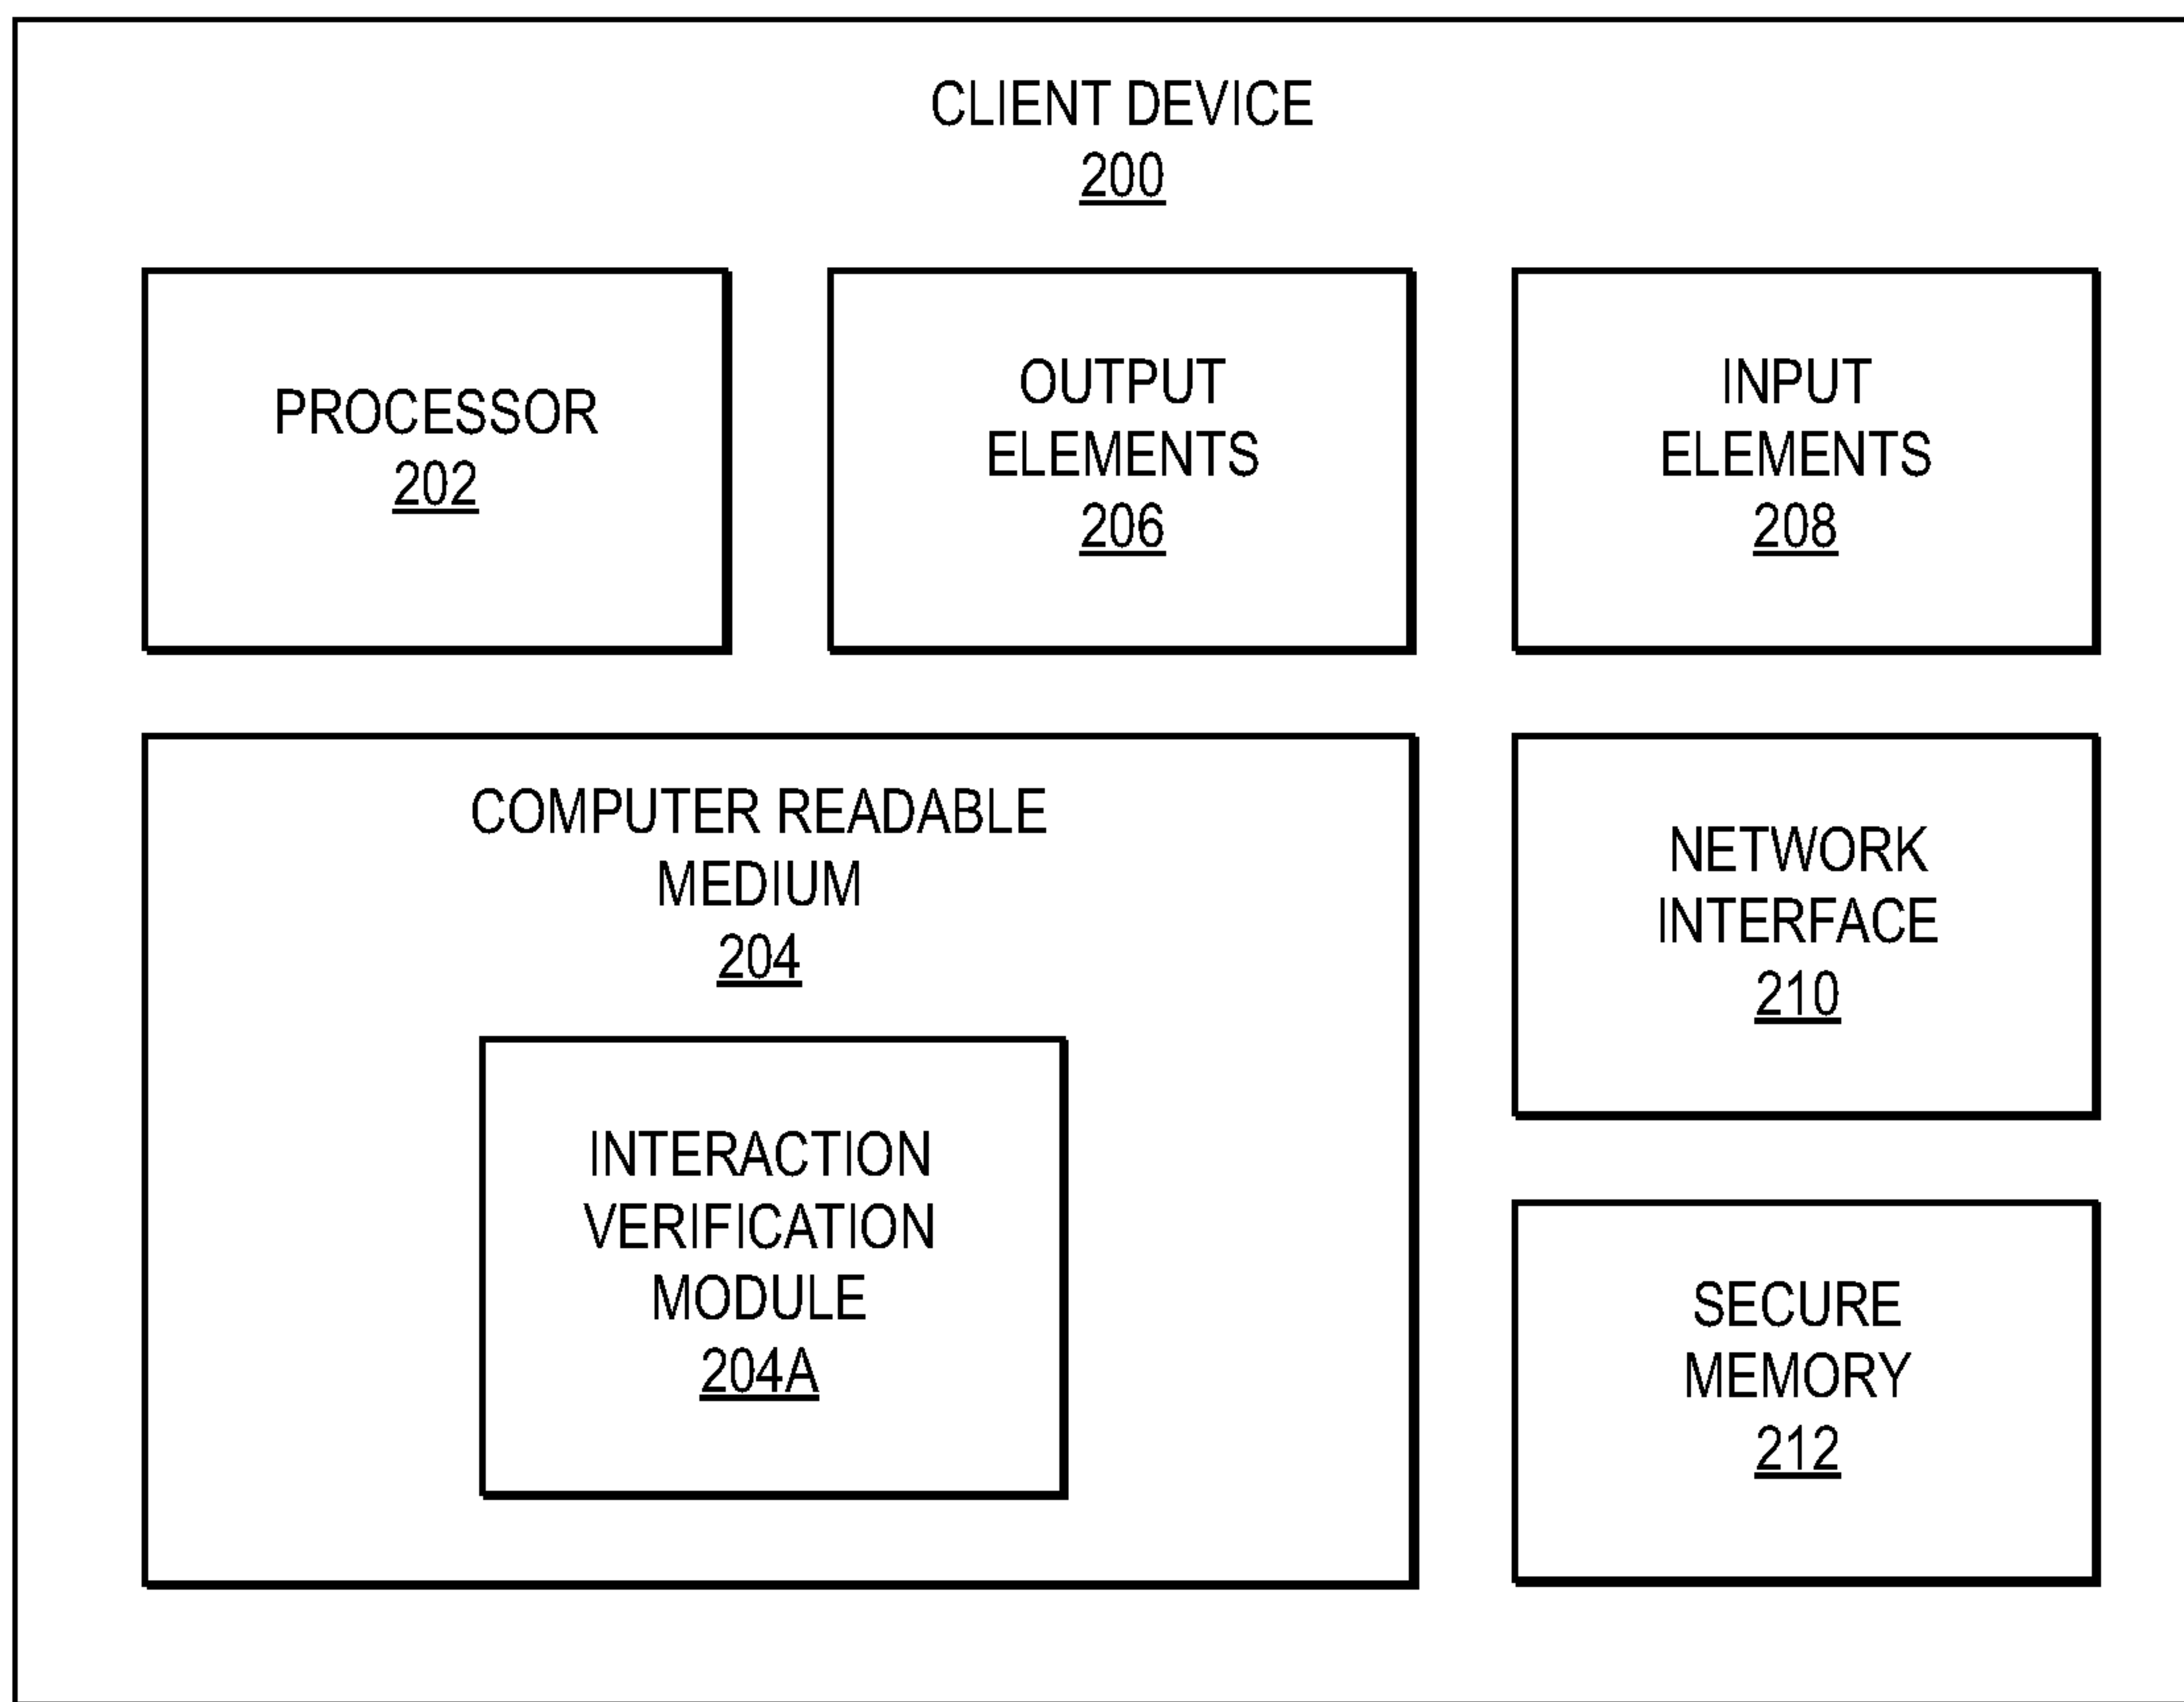 CLIENT DEVICE
200
PROCESSOR
202
OUTPUT
ELEMENTS
206
INPUT
ELEMENTS
208
COMPUTER READABLE
MEDIUM
204
INTERACTION
VERIFICATION
MODULE
204A
NETWORK
INTERFACE
210
SECURE
MEMORY
212